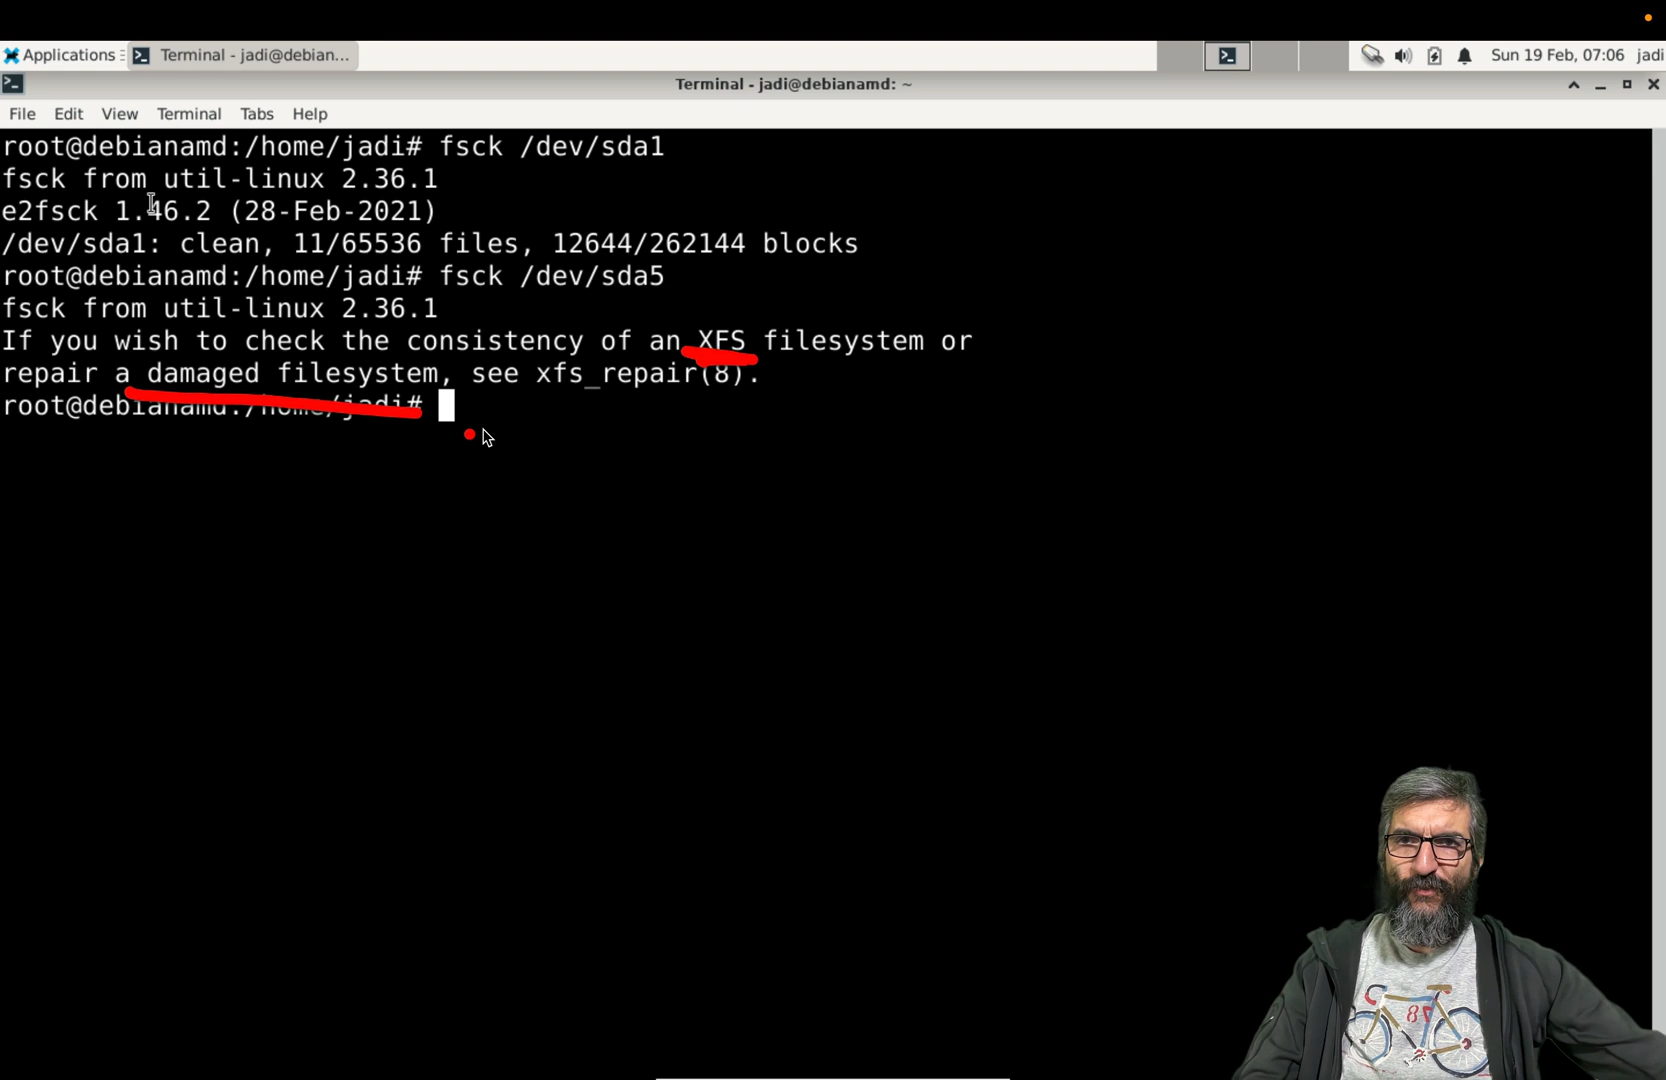 Applications
Terminal - jadi@debian...
Sun 19 Feb, 07:06
jadi
Terminal - jadi@debianamd: ~
File Edit View Terminal Tabs Help
root@debianamd:/home/jadi# fsck /dev/sda1
fsck from util-linux 2.36.1
e2fsck 1.46.2 (28-Feb-2021)
/dev/sda1: clean, 11/65536 files, 12644/262144 blocks
root@debianamd:/home/jadi# fsck /dev/sda5
fsck from util-linux 2.36.1
If you wish to check the consistency of an XFS filesystem or
repair a damaged filesystem, see xfs_repair(8).
root@debianamd:/home/jadi#